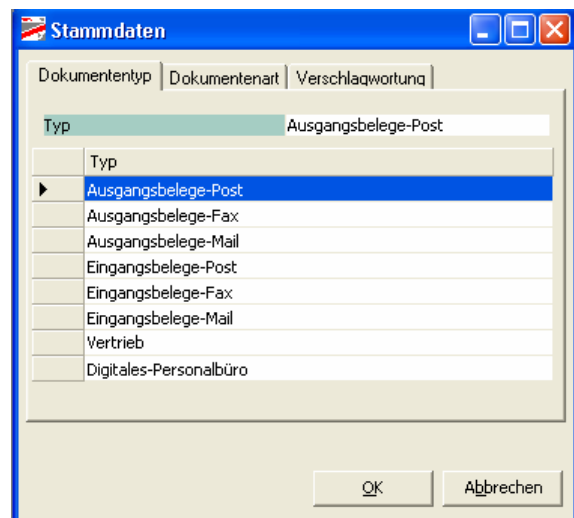 Stammdaten
Dokumententyp Dokumentenart Verschlagwortung
Typ Ausgangsbelege-Post
Typ
Ausgangsbelege-Post
Ausgangsbelege-Fax
Ausgangsbelege-Mail
Eingangsbelege-Post
Eingangsbelege-Fax
Eingangsbelege-Mail
Vertrieb
Digitales-Personalbüro
OK Abbrechen